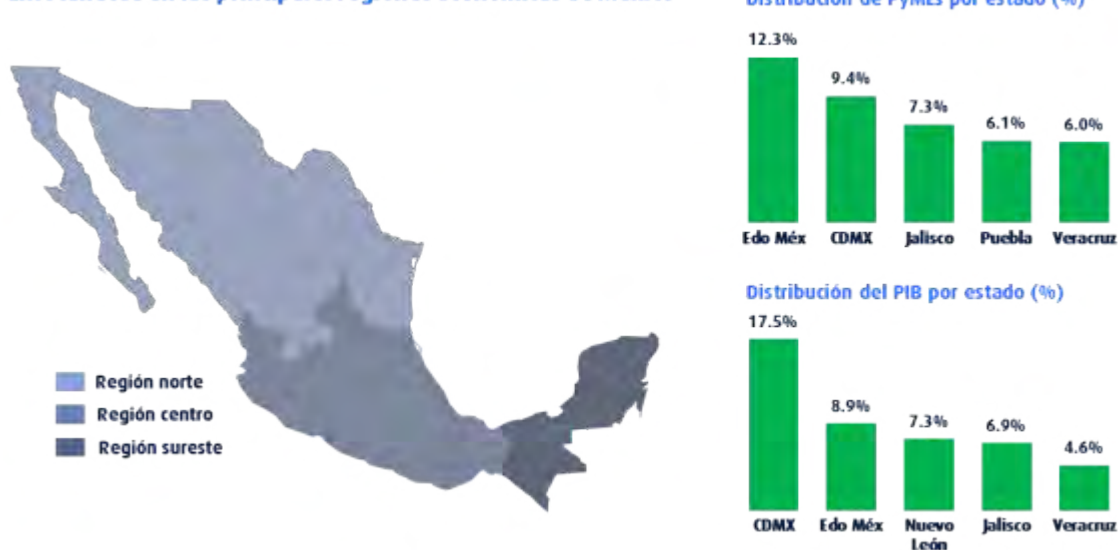 Distribución de PyMEs por estado (%)
12.3%
9.4%
7.3%
6.1%
6.0%
Edo Méx
CDMX
Jalisco
Puebla
Veracruz
Región norte
Región centro
Región sureste
Distribución del PIB por estado (%)
17.5%
8.9%
7.3%
6.9%
4.6%
CDMX
Edo Méx
Nuevo
León
Jalisco
Veracruz